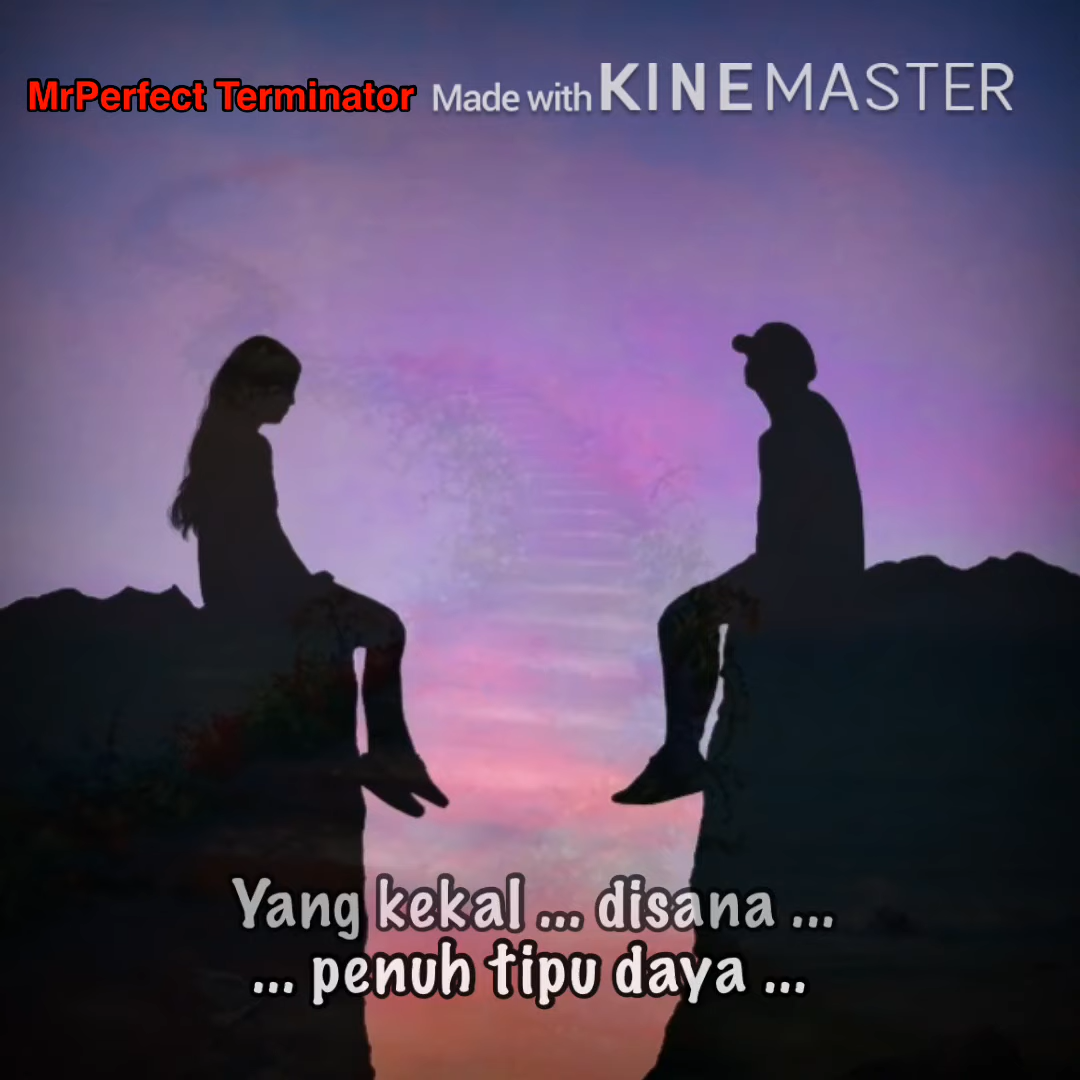 MrPerfect Terminator Made with KINEMASTER
Yang kekal ... disana ...
... penuh tipu daya ...